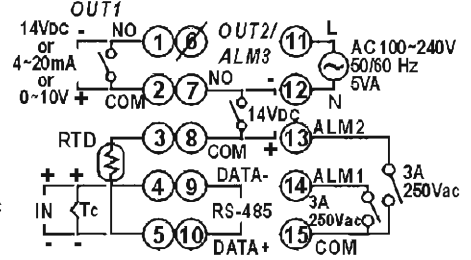 OUT1
14VDC - NO 1 6 OUT2/ 11 L
or ALM3 AC 100~240V
4~20mA 50/60 Hz
or NO - 5VA
0~10V + COM 2 7 12 N
14VDC
RTD 3 8 COM + 13 ALM2
+ + 4 9 DATA- 14 ALM1 3A
IN Tc RS-485 3A 250Vac
250Vac
- - 5 10 DATA+ 15 COM